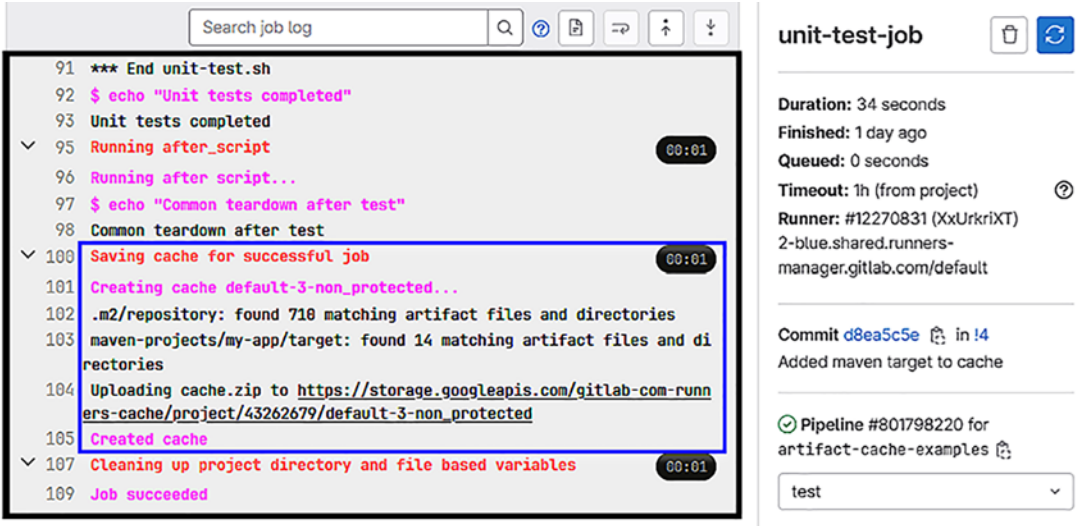 Search job log
91 *** End unit-test.sh
92 $ echo "Unit tests completed"
93 Unit tests completed
95 Running after_script 00:01
96 Running after script...
97 $ echo "Common teardown after test"
98 Common teardown after test
100 Saving cache for successful job 00:01
101 Creating cache default-3-non_protected...
102 .m2/repository: found 710 matching artifact files and directories
103 maven-projects/my-app/target: found 14 matching artifact files and di
rectories
104 Uploading cache.zip to https://storage.googleapis.com/gitlab-com-runn
ers-cache/project/43262679/default-3-non_protected
105 Created cache
107 Cleaning up project directory and file based variables 00:01
109 Job succeeded
unit-test-job
Duration: 34 seconds
Finished: 1 day ago
Queued: 0 seconds
Timeout: 1h (from project)
Runner: #12270831 (XxUrkriXT)
2-blue.shared.runners-
manager.gitlab.com/default
Commit d8ea5c5e in !4
Added maven target to cache
Pipeline #801798220 for
artifact-cache-examples
test